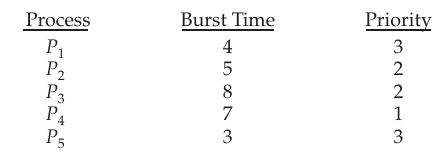 Process Burst Time Priority
P1 4 3
P2 5 2
P3 8 2
P4 7 1
P5 3 3